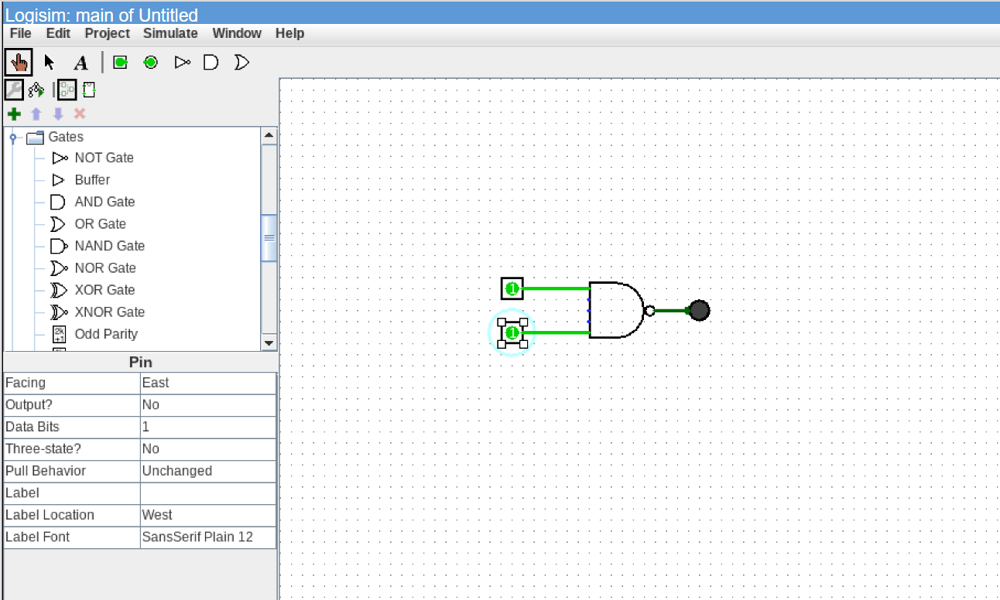 Logisim: main of Untitled
File Edit Project Simulate Window Help
A
Gates
NOT Gate
Buffer
AND Gate
OR Gate
NAND Gate
NOR Gate
XOR Gate
XNOR Gate
2k
+1
Odd Parity
Pin
Facing East
Output? No
Data Bits 1
Three-state? No
Pull Behavior Unchanged
Label
Label Location West
Label Font SansSerif Plain 12
1
1